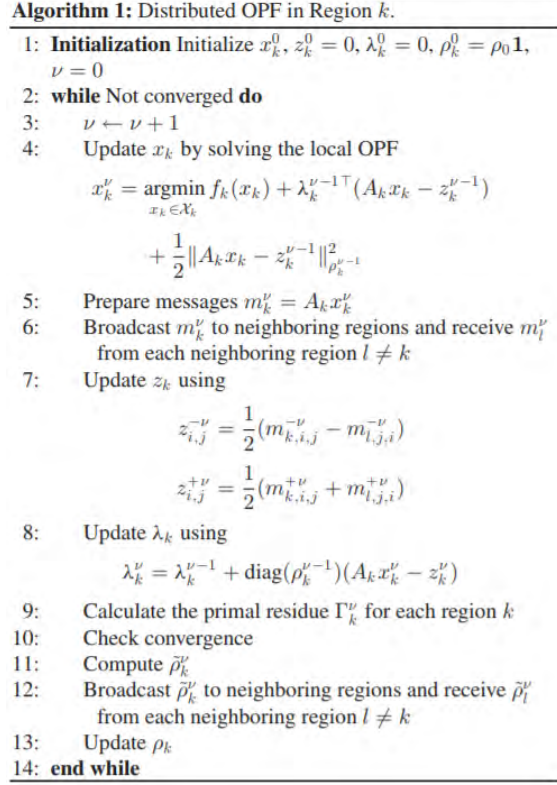 Algorithm 1: Distributed OPF in Region k.
1: Initialization Initialize x_k^0, z_k^0 = 0, λ_k^0 = 0, ρ_k^0 = ρ_0 1,
ν = 0
2: while Not converged do
3: ν ← ν + 1
4: Update x_k by solving the local OPF
x_k^ν = argmin_{x_k ∈ X_k} f_k(x_k) + λ_k^{ν−1⊤}(A_k x_k − z_k^{ν−1})
+ 1/2 ‖A_k x_k − z_k^{ν−1}‖²_{ρ_k^{ν−1}}
5: Prepare messages m_k^ν = A_k x_k^ν
6: Broadcast m_k^ν to neighboring regions and receive m_l^ν
from each neighboring region l ≠ k
7: Update z_k using
z_{i,j}^{−ν} = 1/2 (m_{k,i,j}^{−ν} − m_{l,j,i}^{−ν})
z_{i,j}^{+ν} = 1/2 (m_{k,i,j}^{+ν} + m_{l,j,i}^{+ν})
8: Update λ_k using
λ_k^ν = λ_k^{ν−1} + diag(ρ_k^{ν−1})(A_k x_k^ν − z_k^ν)
9: Calculate the primal residue Γ_k^ν for each region k
10: Check convergence
11: Compute ρ̃_k^ν
12: Broadcast ρ̃_k^ν to neighboring regions and receive ρ̃_l^ν
from each neighboring region l ≠ k
13: Update ρ_k
14: end while